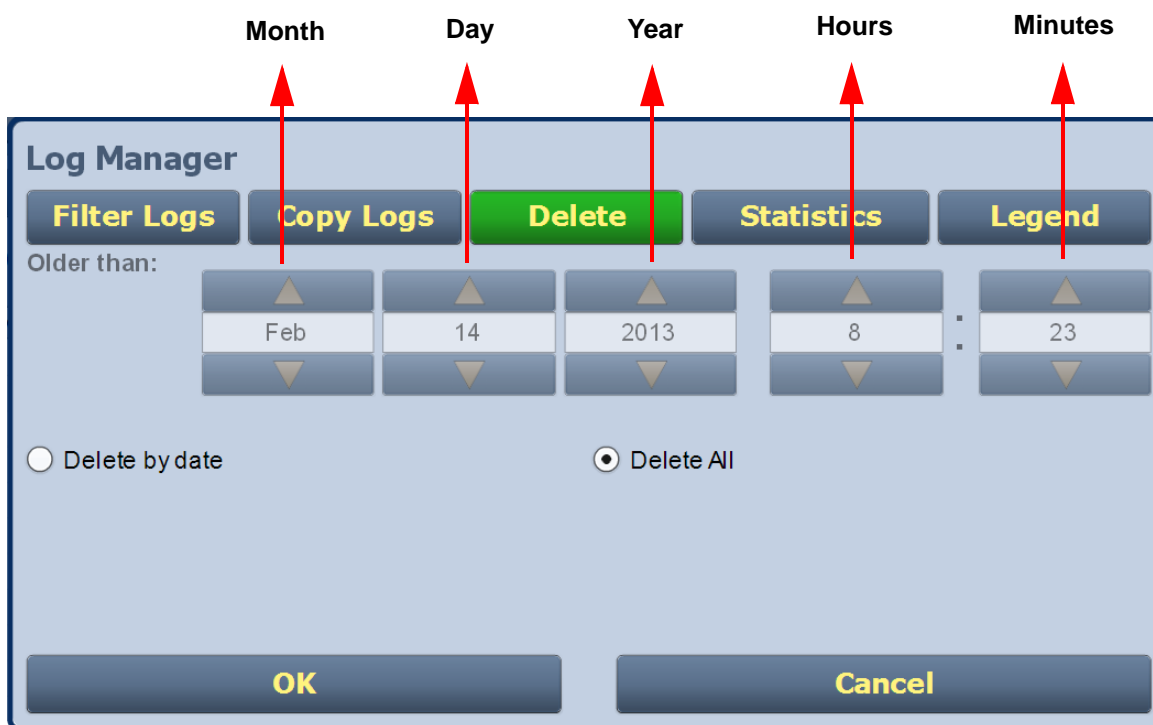 Month Day Year Hours Minutes
Log Manager
Filter Logs Copy Logs Delete Statistics Legend
Older than:
Feb 14 2013 8 : 23
Delete by date Delete All
OK Cancel